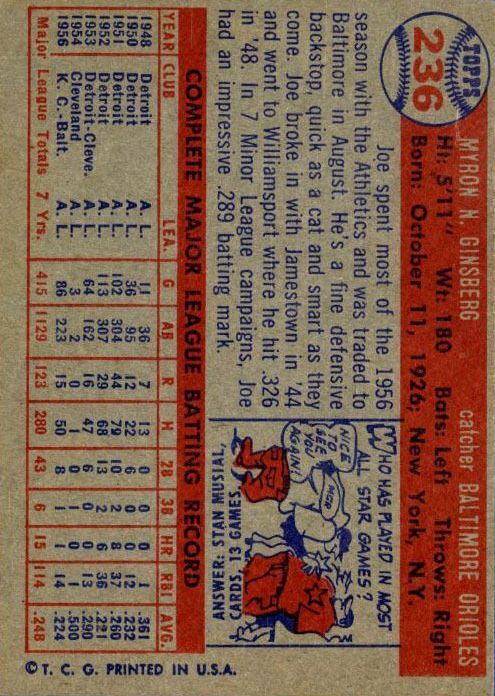 TOPPS
236
MYRON N. GINSBERG catcher BALTIMORE ORIOLES
Ht: 5'11" Wt: 180 Bats: Left Throws: Right
Born: October 11, 1926; New York, N.Y.
Joe spent most of the 1956
season with the Athletics and was traded to
Baltimore in August. He's a fine defensive
backstop, quick as a cat and smart as they
come. Joe broke in with Jamestown in '44
and went to Williamsport where he hit .326
in '48. In 7 Minor League campaigns, Joe
had an impressive .289 batting mark.
WHO HAS PLAYED IN MOST
ALL STAR GAMES?
NICE
TO
SEE
YOU
AGAIN!
ANSWER: STAN MUSIAL,
CARDS. 13 GAMES.
COMPLETE MAJOR LEAGUE BATTING RECORD
YEAR CLUB LEA. G AB R H 2B 3B HR RBI AVG.
1948 Detroit A. L. 11 36 7 13 0 0 0 1 .361
1950 Detroit A. L. 36 95 12 22 6 0 0 12 .232
1951 Detroit A. L. 102 304 44 79 10 2 8 37 .260
1952 Detroit A. L. 113 307 29 68 13 2 6 36 .221
1953 Detroit-Cleve. A. L. 64 162 16 47 6 0 0 13 .290
1954 Cleveland A. L. 3 2 0 1 0 1 0 1 .500
1956 K. C.-Balt. A. L. 86 223 15 50 8 1 1 14 .224
Major League Totals 7 Yrs. 415 1129 123 280 43 6 15 114 .248
© T. C. G. PRINTED IN U.S.A.